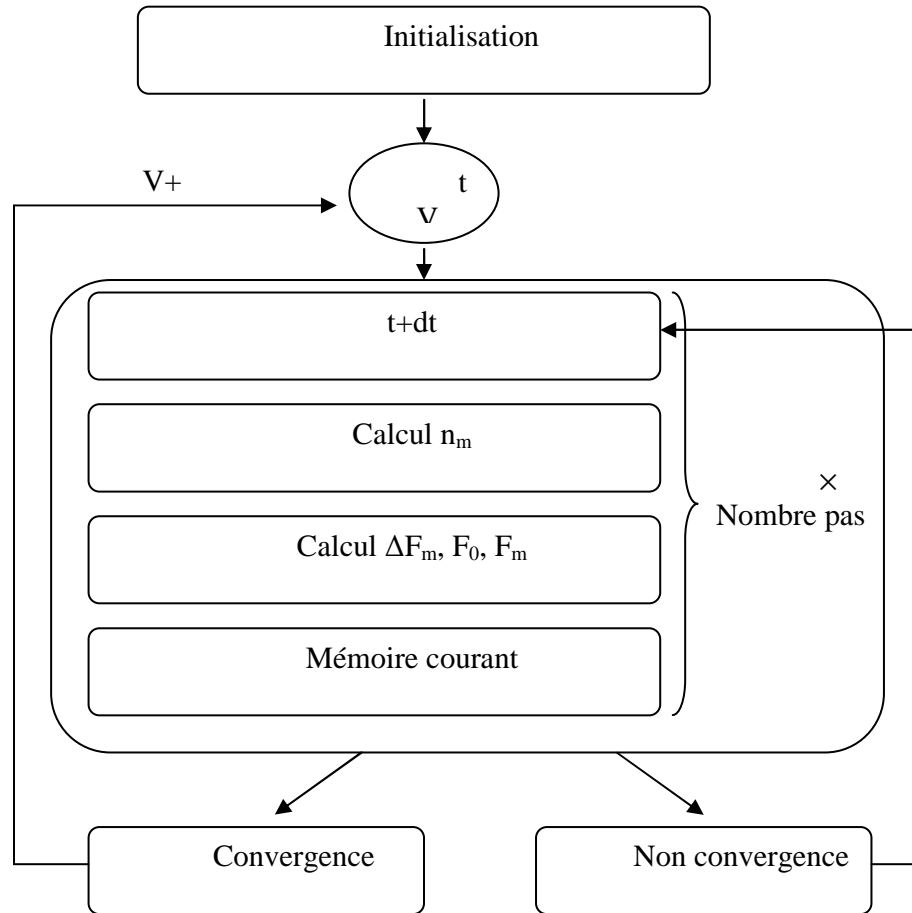 Initialisation
V+
t
V
t+dt
Calcul nₘ
×
Nombre pas
Calcul ΔFₘ, F₀, Fₘ
Mémoire courant
Convergence
Non convergence